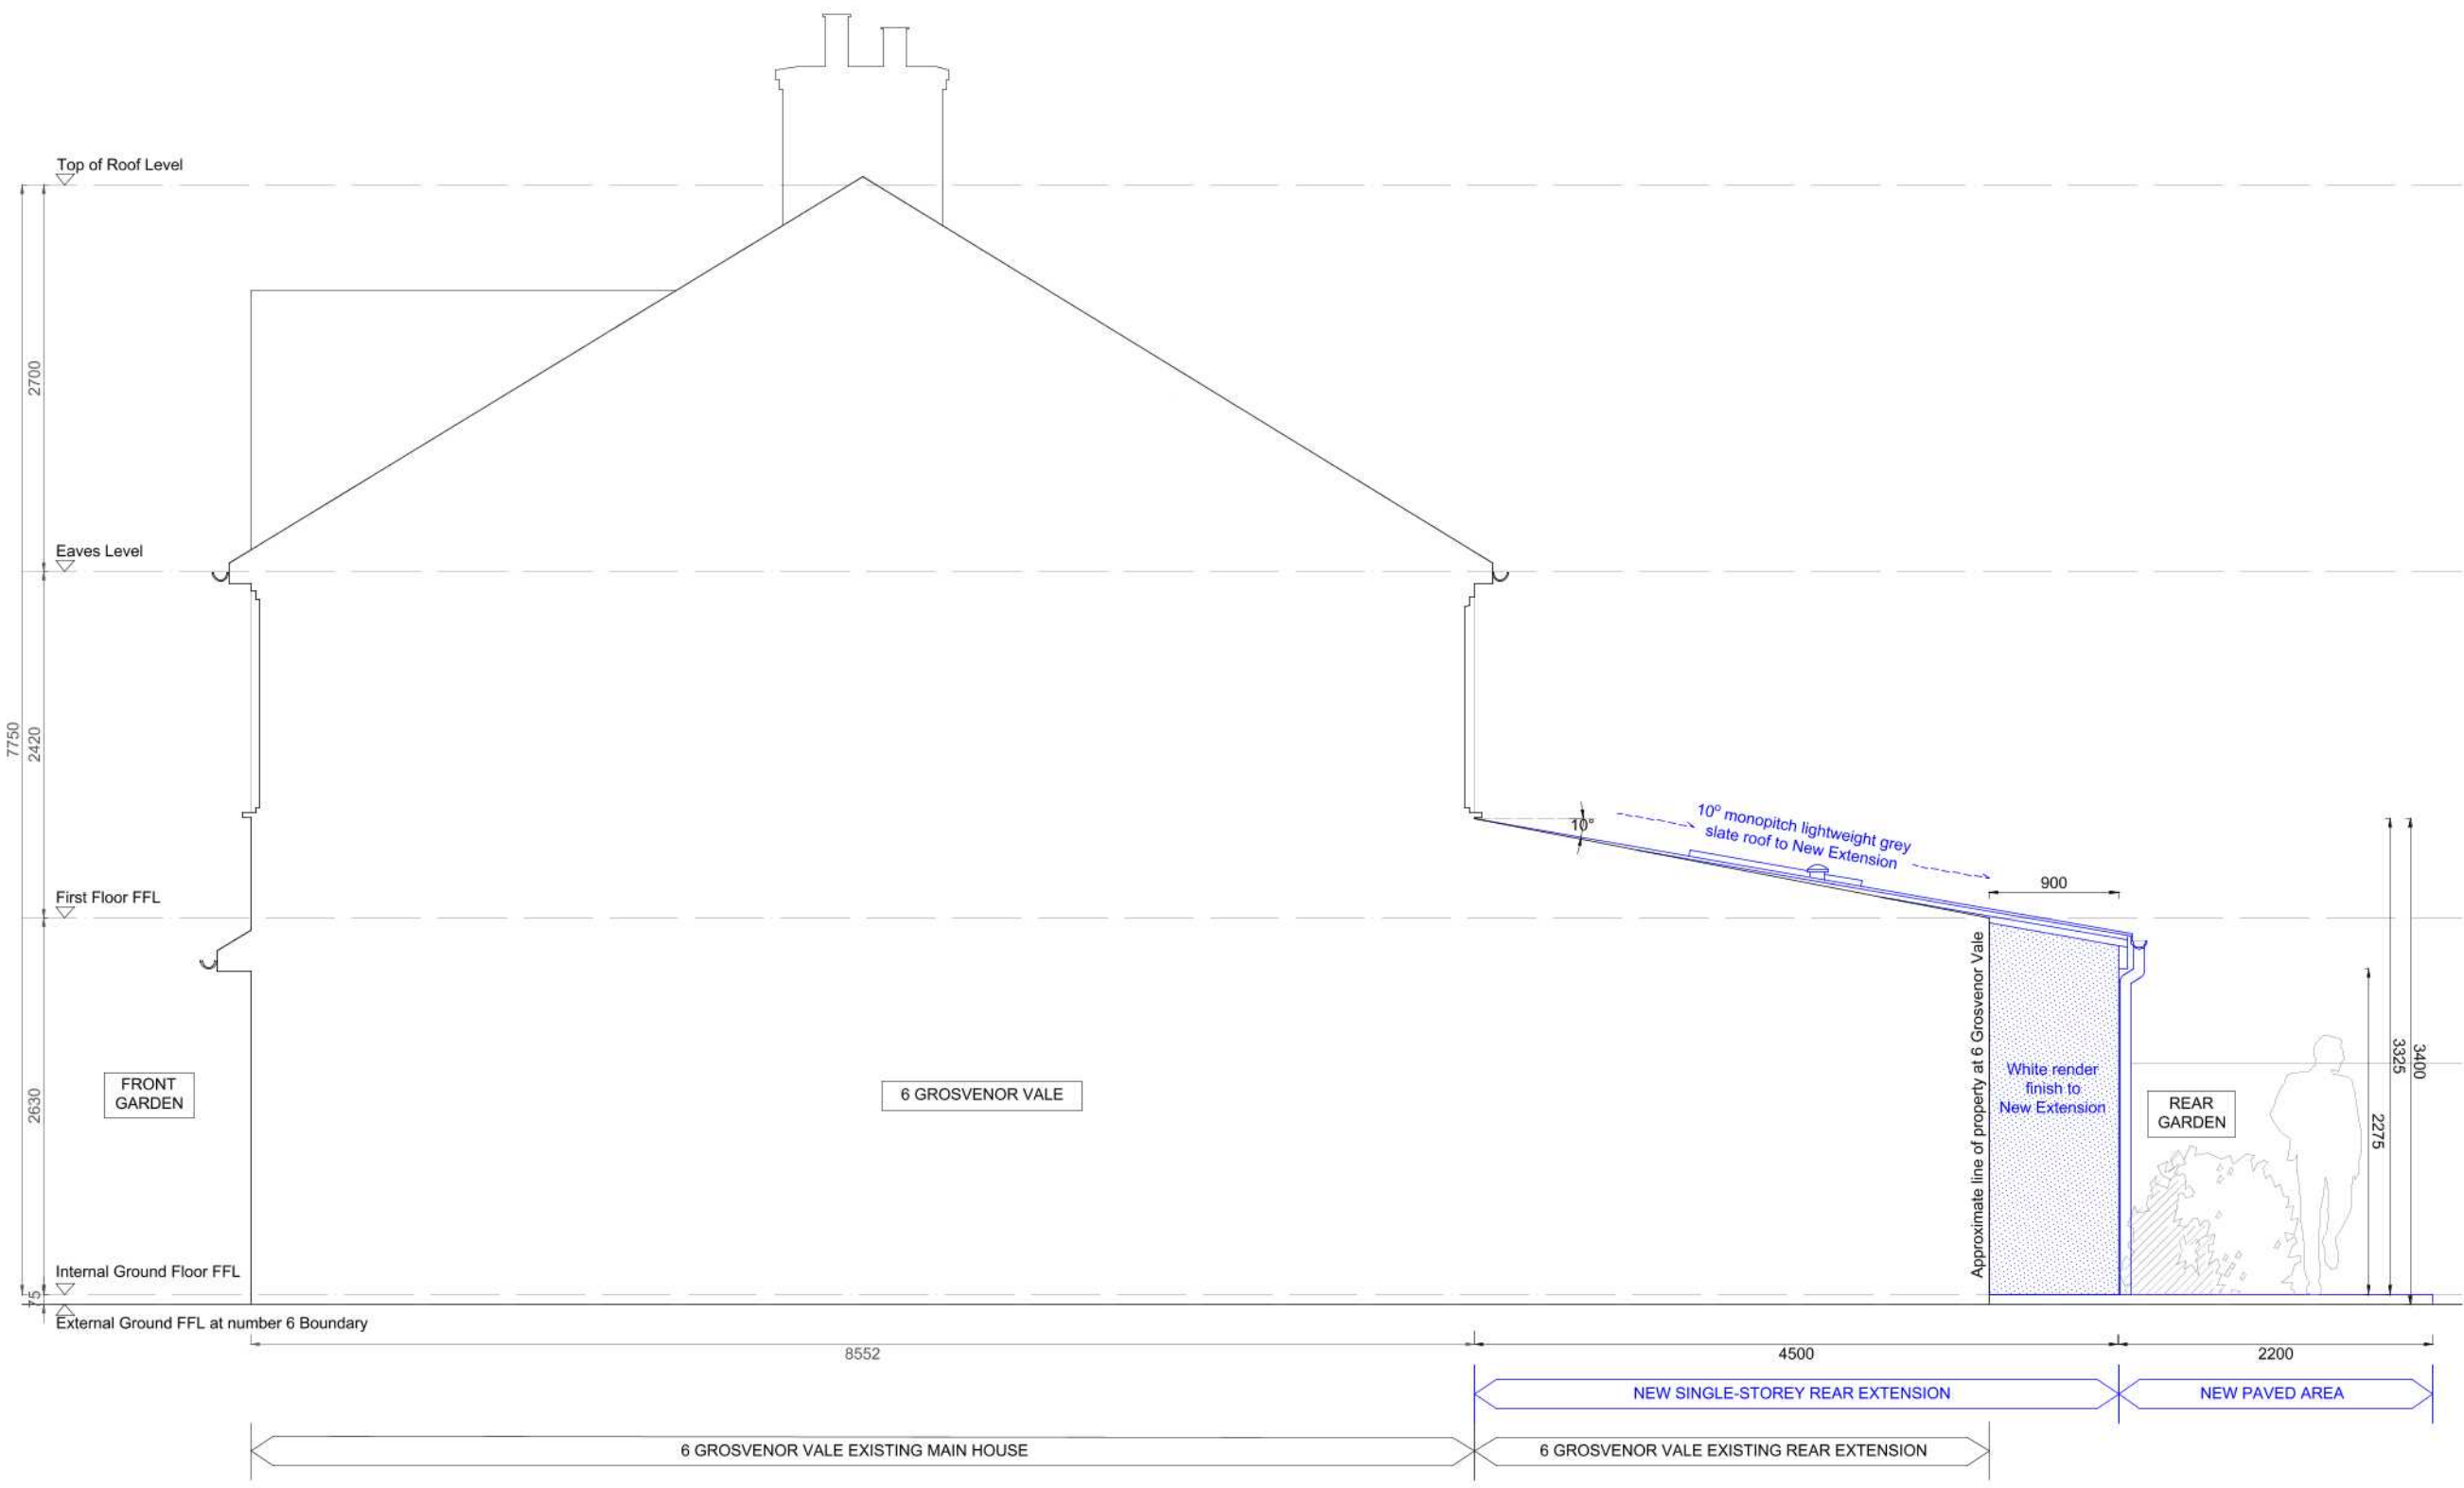 Top of Roof Level
2700
Eaves Level
7750
2420
10°
10° monopitch lightweight grey
slate roof to New Extension
900
First Floor FFL
Approximate line of property at 6 Grosvenor Vale
3400
3325
2275
White render
finish to
New Extension
FRONT
GARDEN
6 GROSVENOR VALE
REAR
GARDEN
2630
Internal Ground Floor FFL
75
External Ground FFL at number 6 Boundary
8552
4500
2200
NEW SINGLE-STOREY REAR EXTENSION
NEW PAVED AREA
6 GROSVENOR VALE EXISTING MAIN HOUSE
6 GROSVENOR VALE EXISTING REAR EXTENSION